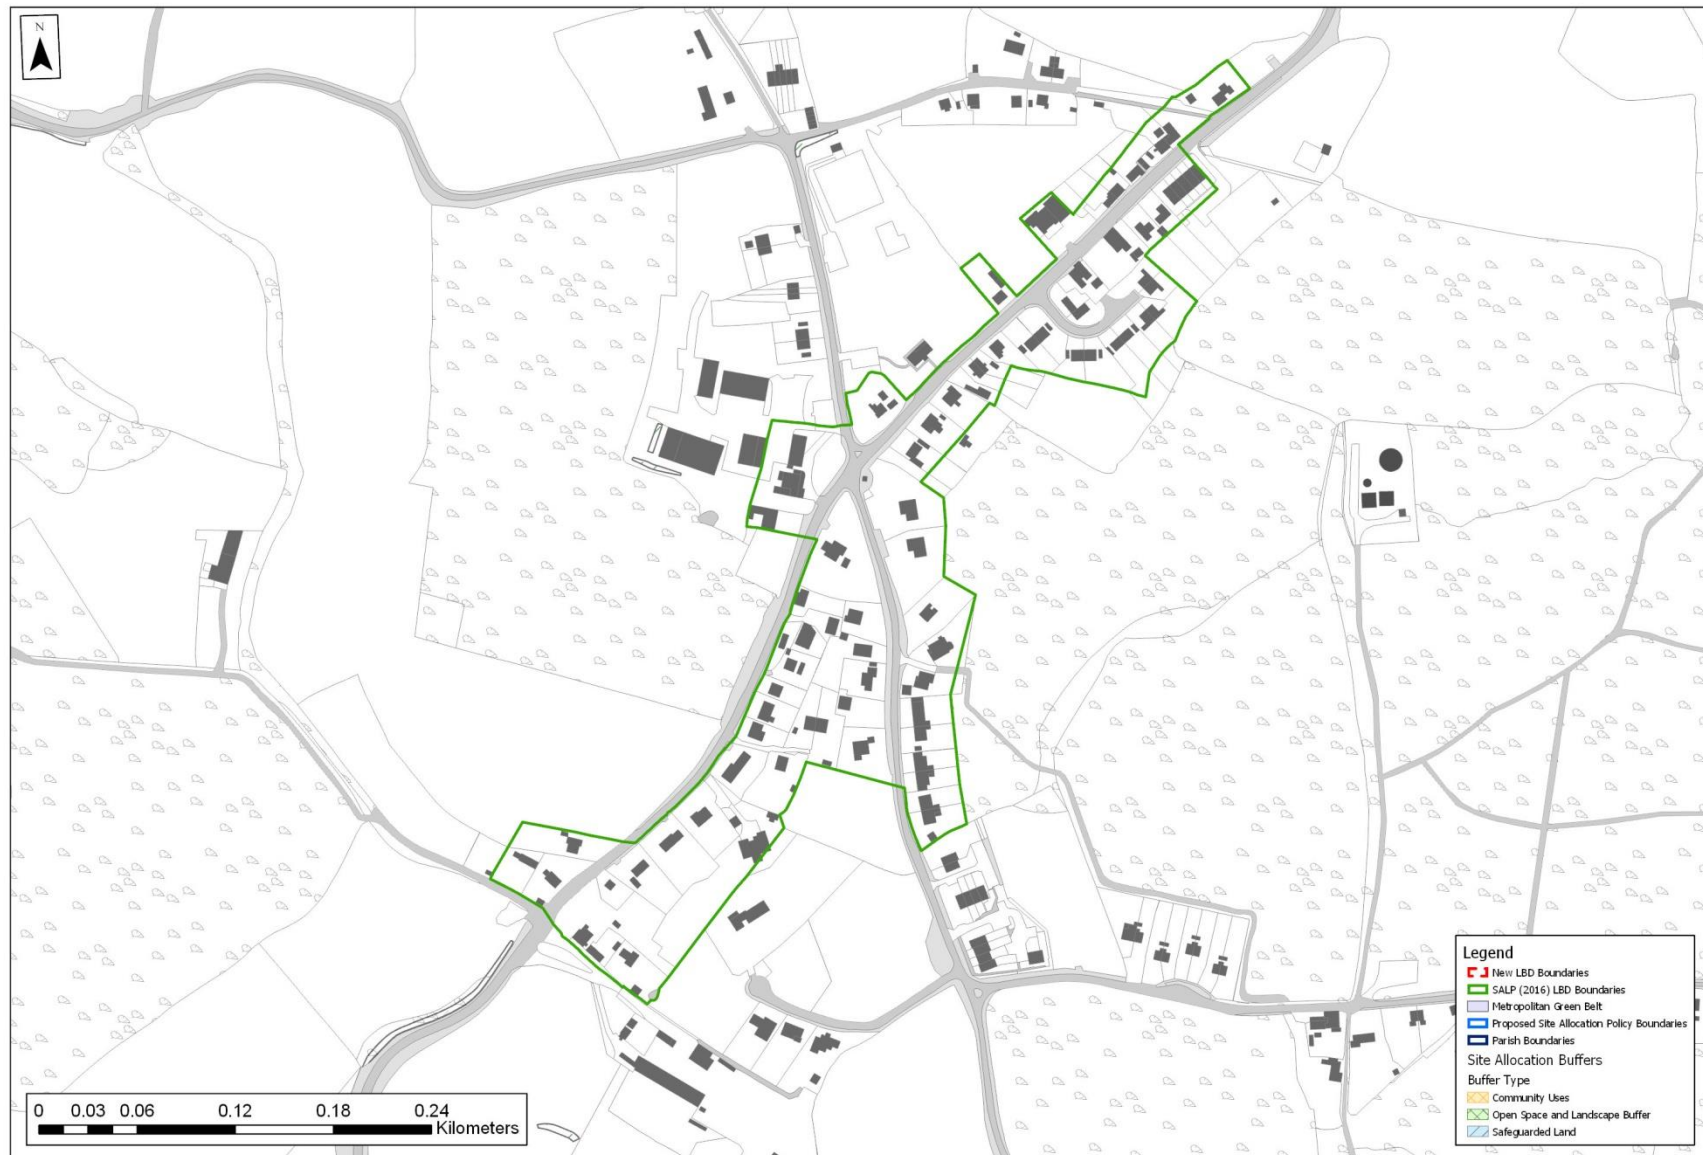 N
Legend
New LBD Boundaries
SALP (2016) LBD Boundaries
Metropolitan Green Belt
Proposed Site Allocation Policy Boundaries
Parish Boundaries
Site Allocation Buffers
Buffer Type
Community Uses
Open Space and Landscape Buffer
Safeguarded Land
0 0.03 0.06 0.12 0.18 0.24
Kilometers